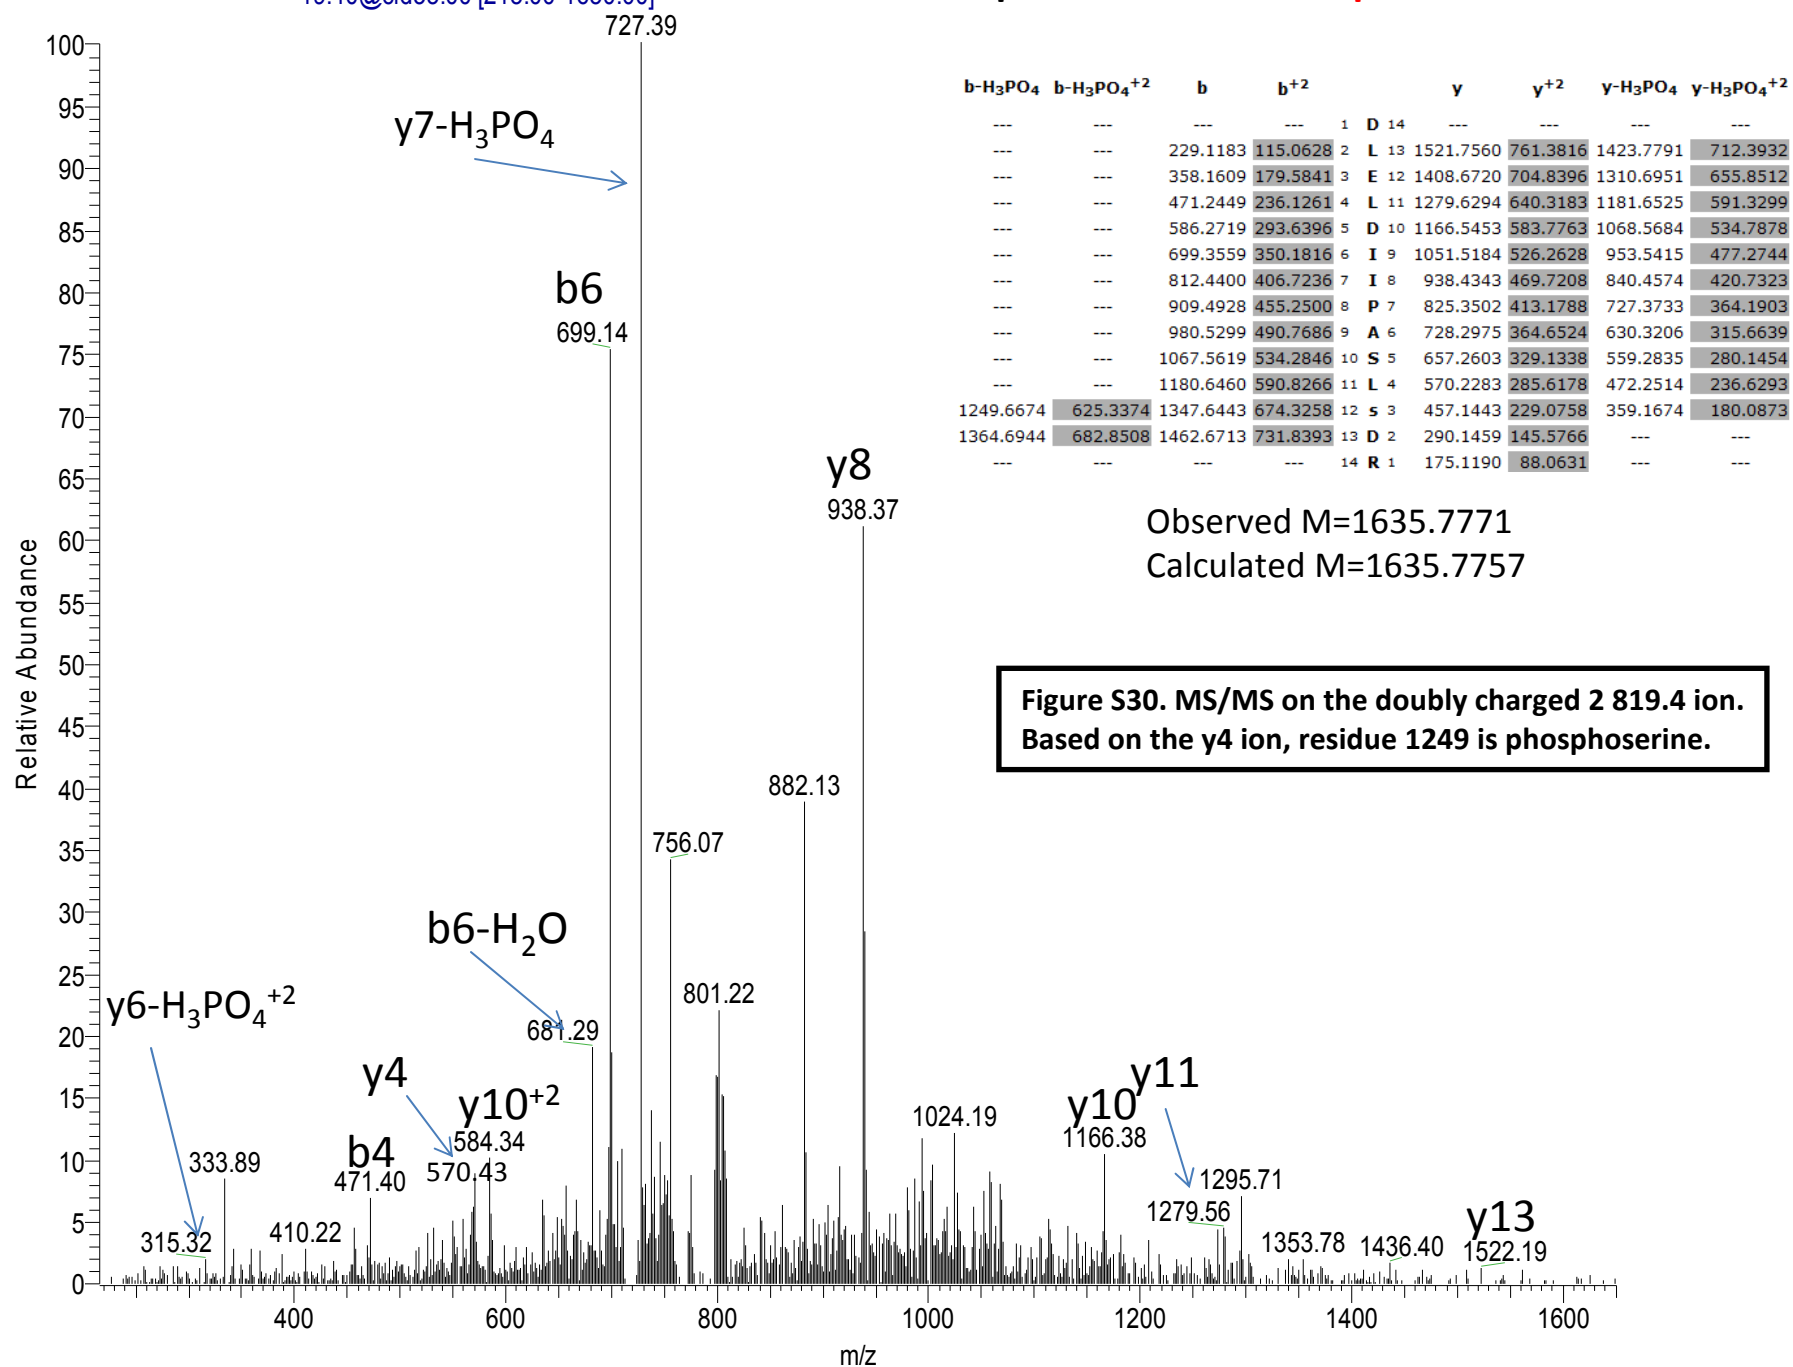 727.39
100
95
90
85
80
75
70
65
60
55
50
45
40
35
30
25
20
15
10
5
0
Relative Abundance
y7-H₃PO₄
b6
699.14
y8
938.37
882.13
756.07
b6-H₂O
801.22
681.29
y6-H₃PO₄⁺²
y4
y10⁺²
584.34
b4
570.43
471.40
333.89
315.32
410.22
1024.19
y10
1166.38
y11
1295.71
1279.56
1353.78
1436.40
y13
1522.19
400 600 800 1000 1200 1400 1600
m/z
b-H₃PO₄ b-H₃PO₄⁺² b b⁺² y y⁺² y-H₃PO₄ y-H₃PO₄⁺²
--- --- --- --- 1 D 14 --- --- --- ---
--- --- 229.1183 115.0628 2 L 13 1521.7560 761.3816 1423.7791 712.3932
--- --- 358.1609 179.5841 3 E 12 1408.6720 704.8396 1310.6951 655.8512
--- --- 471.2449 236.1261 4 L 11 1279.6294 640.3183 1181.6525 591.3299
--- --- 586.2719 293.6396 5 D 10 1166.5453 583.7763 1068.5684 534.7878
--- --- 699.3559 350.1816 6 I 9 1051.5184 526.2628 953.5415 477.2744
--- --- 812.4400 406.7236 7 I 8 938.4343 469.7208 840.4574 420.7323
--- --- 909.4928 455.2500 8 P 7 825.3502 413.1788 727.3733 364.1903
--- --- 980.5299 490.7686 9 A 6 728.2975 364.6524 630.3206 315.6639
--- --- 1067.5619 534.2846 10 S 5 657.2603 329.1338 559.2835 280.1454
--- --- 1180.6460 590.8266 11 L 4 570.2283 285.6178 472.2514 236.6293
1249.6674 625.3374 1347.6443 674.3258 12 s 3 457.1443 229.0758 359.1674 180.0873
1364.6944 682.8508 1462.6713 731.8393 13 D 2 290.1459 145.5766 --- ---
--- --- --- --- 14 R 1 175.1190 88.0631 --- ---
Observed M=1635.7771
Calculated M=1635.7757
Figure S30. MS/MS on the doubly charged 2 819.4 ion.
Based on the y4 ion, residue 1249 is phosphoserine.